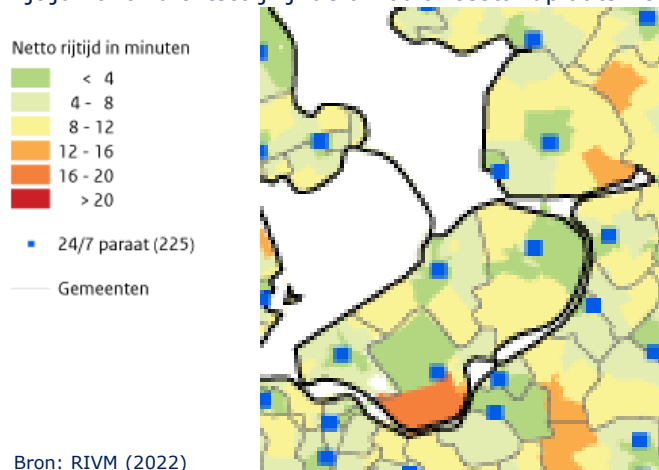 Netto rijtijd in minuten
< 4
4 - 8
8 - 12
12 - 16
16 - 20
> 20
24/7 paraat (225)
Gemeenten
Bron: RIVM (2022)